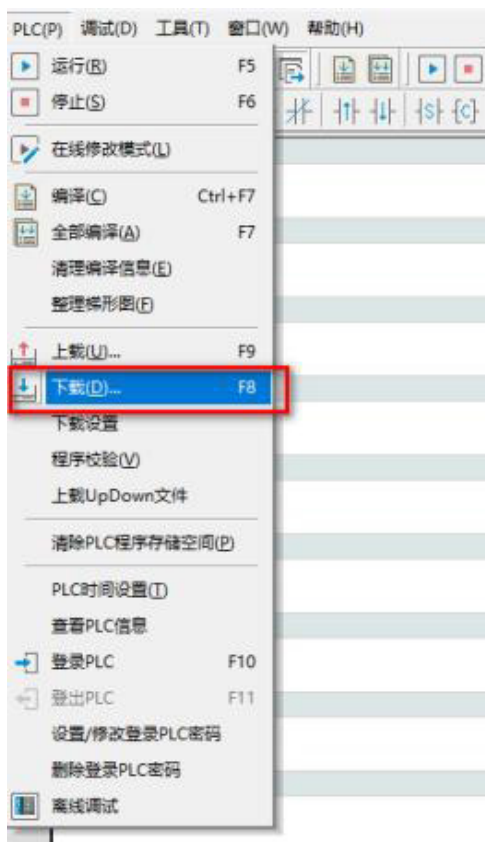 PLC(P) 调试(D) 工具(T) 窗口(W) 帮助(H)
运行(R) F5
停止(S) F6
在线修改模式(L)
编译(C) Ctrl+F7
全部编译(A) F7
清理编译信息(E)
整理梯形图(F)
上载(U)... F9
下载(D)... F8
下载设置
程序校验(V)
上载UpDown文件
清除PLC程序存储空间(P)
PLC时间设置(T)
查看PLC信息
登录PLC F10
登出PLC F11
设置/修改登录PLC密码
删除登录PLC密码
离线调试